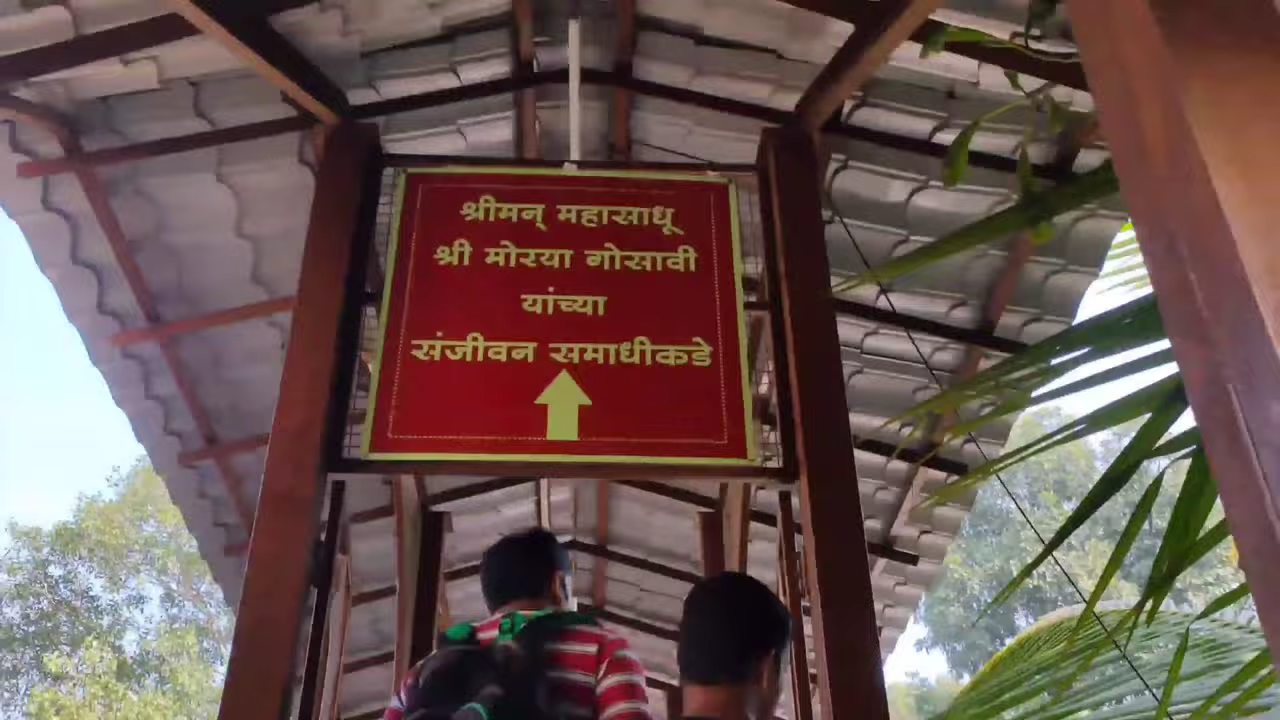 श्रीमन् महासाधू
श्री मोरया गोसावी
यांच्या
संजीवन समाधीकडे